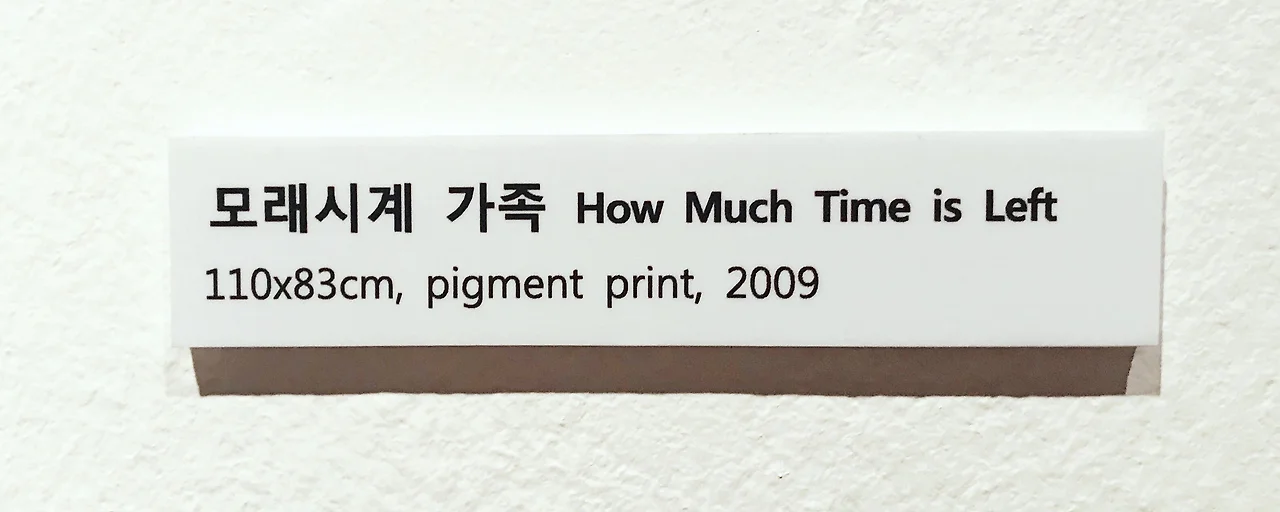 모래시계 가족 How Much Time is Left
110x83cm, pigment print, 2009